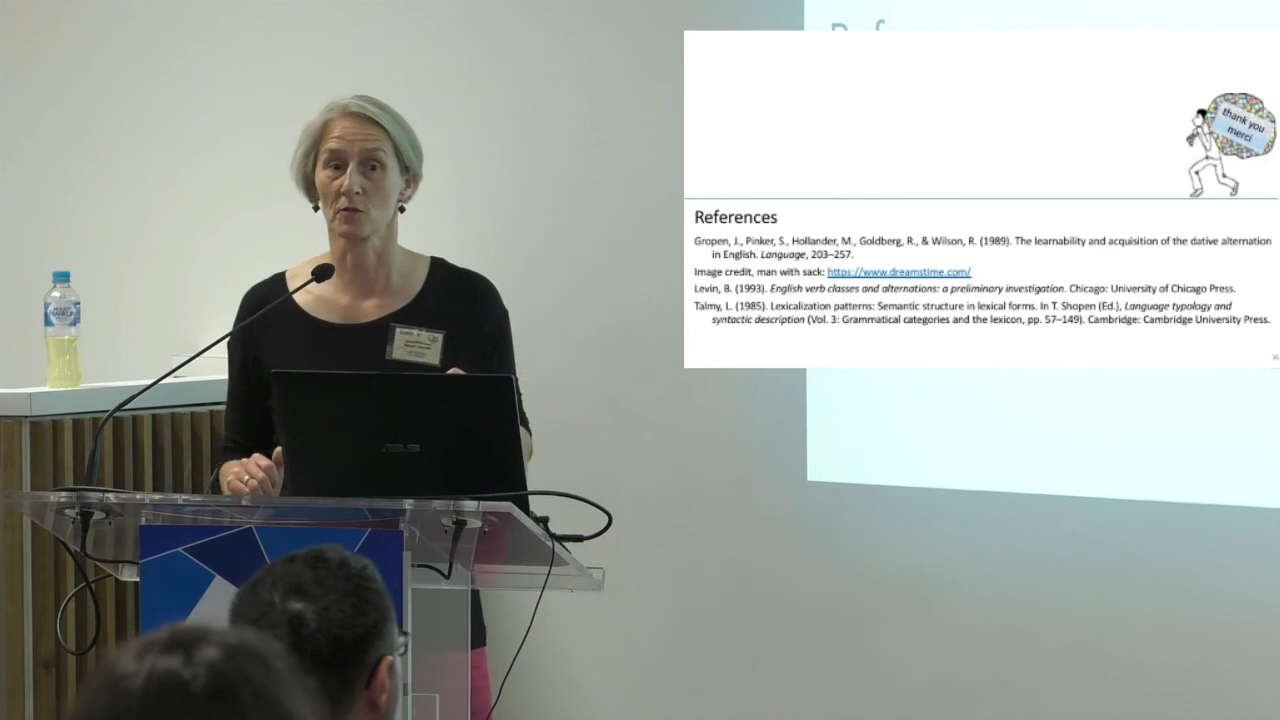 thank you
merci
References
Gropen, J., Pinker, S., Hollander, M., Goldberg, R., & Wilson, R. (1989). The learnability and acquisition of the dative alternation
in English. Language, 203–257.
Image credit, man with sack: https://www.dreamstime.com/
Levin, B. (1993). English verb classes and alternations: a preliminary investigation. Chicago: University of Chicago Press.
Talmy, L. (1985). Lexicalization patterns: Semantic structure in lexical forms. In T. Shopen (Ed.), Language typology and
syntactic description (Vol. 3: Grammatical categories and the lexicon, pp. 57–149). Cambridge: Cambridge University Press.
ASUS